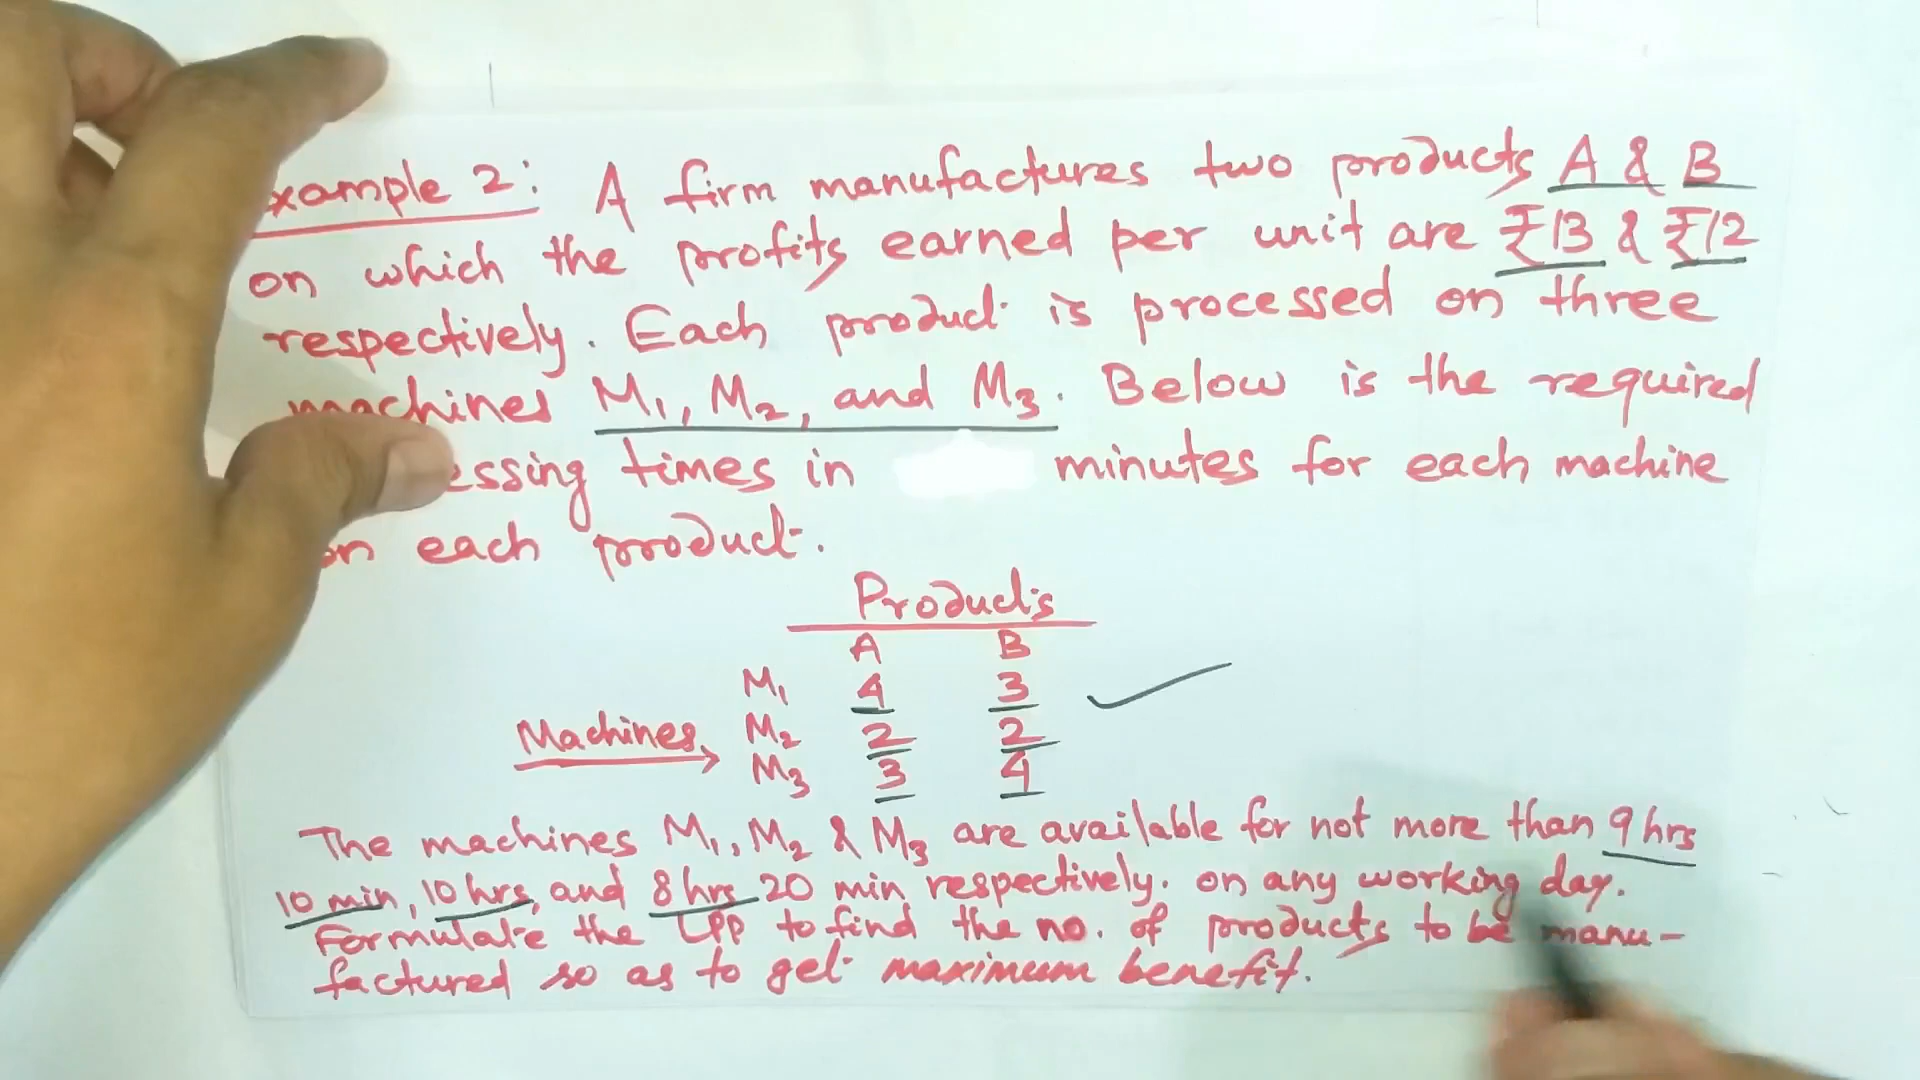 xample 2: A firm manufactures two products A & B
on which the profits earned per unit are ₹13 & ₹12
respectively. Each product is processed on three
machines M1, M2, and M3. Below is the required
essing times in minutes for each machine
on each product.
Products
A B
M1 4 3
Machines M2 2 2
M3 3 4
The machines M1, M2 & M3 are available for not more than 9 hrs
10 min, 10 hrs, and 8 hrs 20 min respectively. on any working day.
Formulate the LPP to find the no. of products to be manu-
factured so as to get maximum benefit.